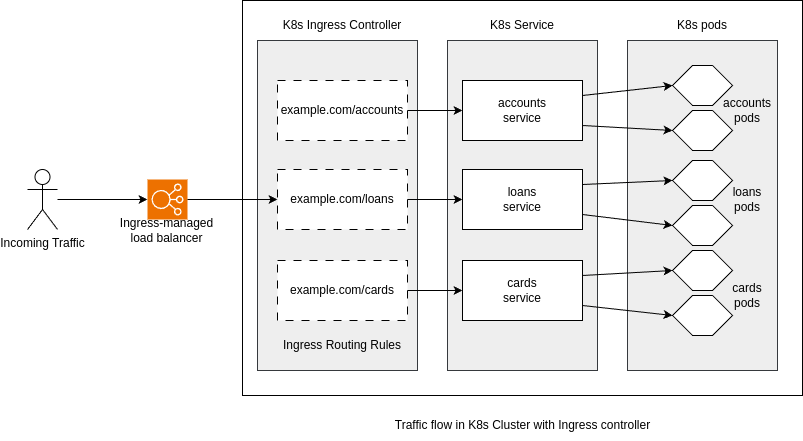 K8s Ingress Controller
K8s Service
K8s pods
example.com/accounts
accounts
service
accounts
pods
example.com/loans
loans
service
loans
pods
Incoming Traffic
Ingress-managed
load balancer
example.com/cards
cards
service
cards
pods
Ingress Routing Rules
Traffic flow in K8s Cluster with Ingress controller